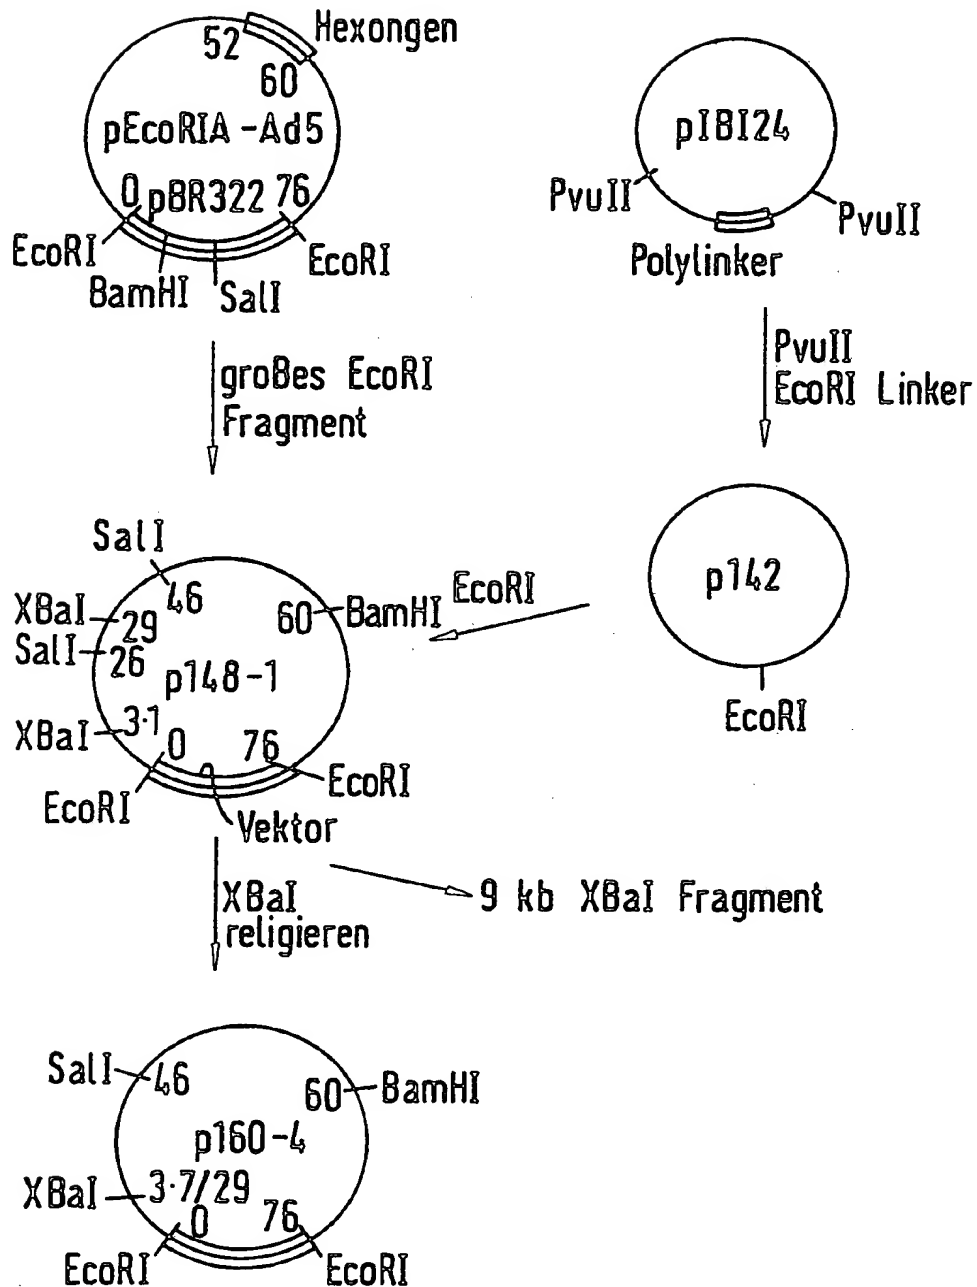 52
Hexongen
60
pEcoRIA-Ad5
0
pBR322
76
EcoRI
EcoRI
BamHI
SalI
pIBI24
PvuII
PvuII
Polylinker
großes EcoRI
Fragment
PvuII
EcoRI Linker
SalI
46
XBaI
29
60
BamHI
EcoRI
SalI
26
p148-1
XBaI
3·1
0
76
EcoRI
EcoRI
Vektor
p142
EcoRI
XBaI
religieren
9 kb XBaI Fragment
SalI
46
60
BamHI
p160-4
XBaI
3·7/29
0
76
EcoRI
EcoRI